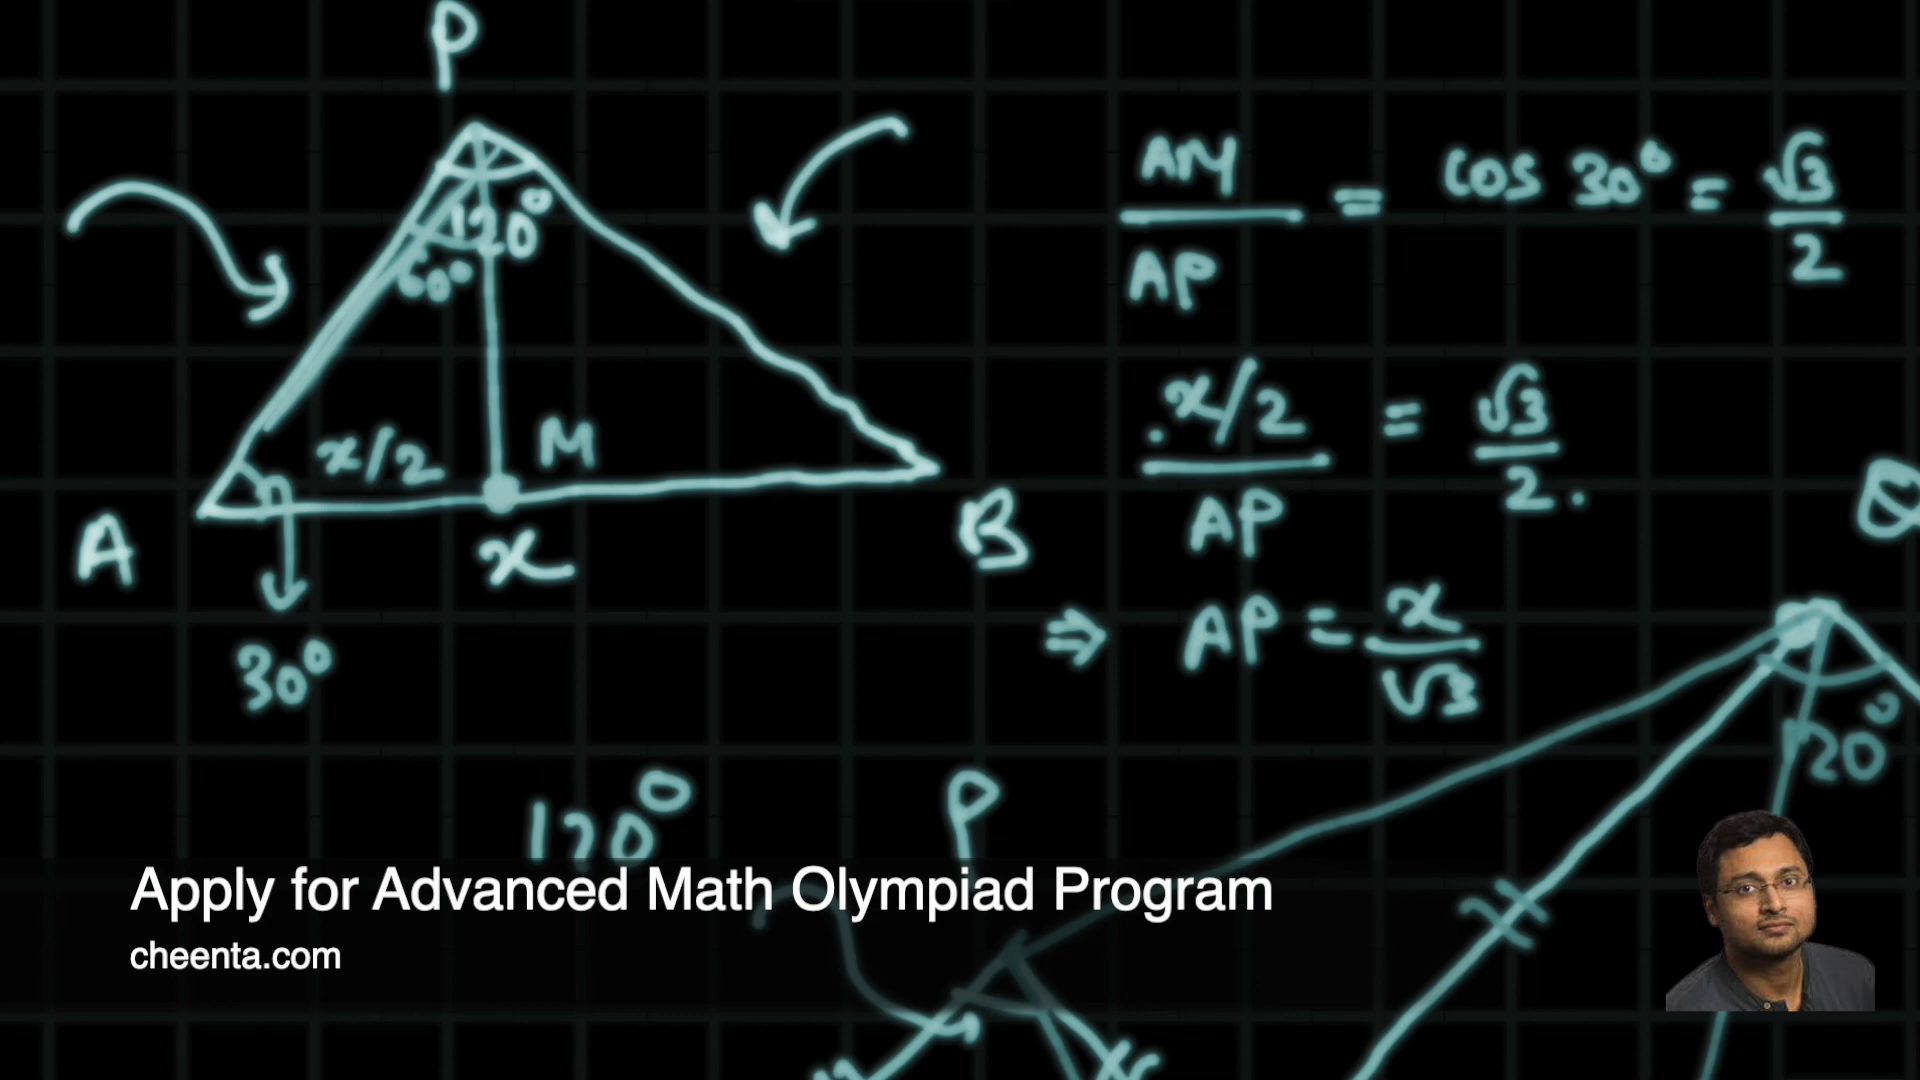 P
120°
60°
x/2
M
A
x
B
30°
AM/AP = cos 30° = √3/2
x/2/AP = √3/2.
⇒ AP = x/√3
Q
120°
120°
P
Apply for Advanced Math Olympiad Program
cheenta.com